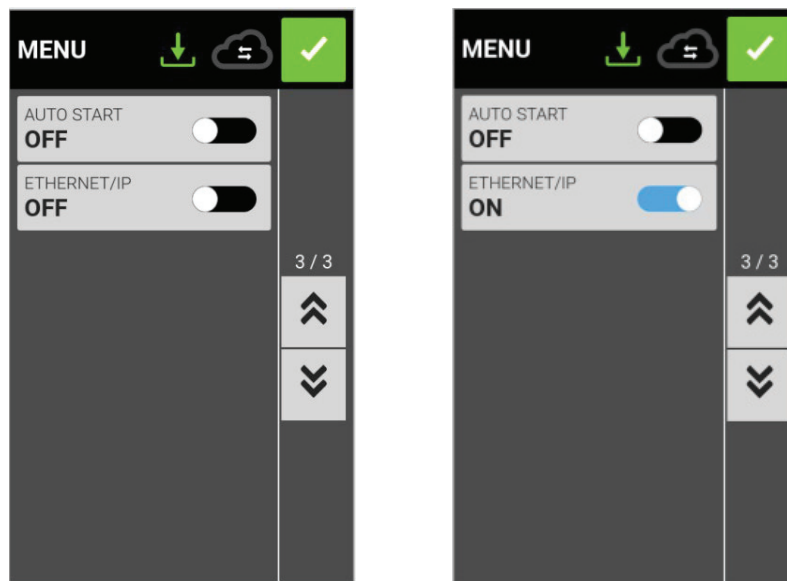 MENU
AUTO START
OFF
ETHERNET/IP
OFF
3 / 3
MENU
AUTO START
OFF
ETHERNET/IP
ON
3 / 3